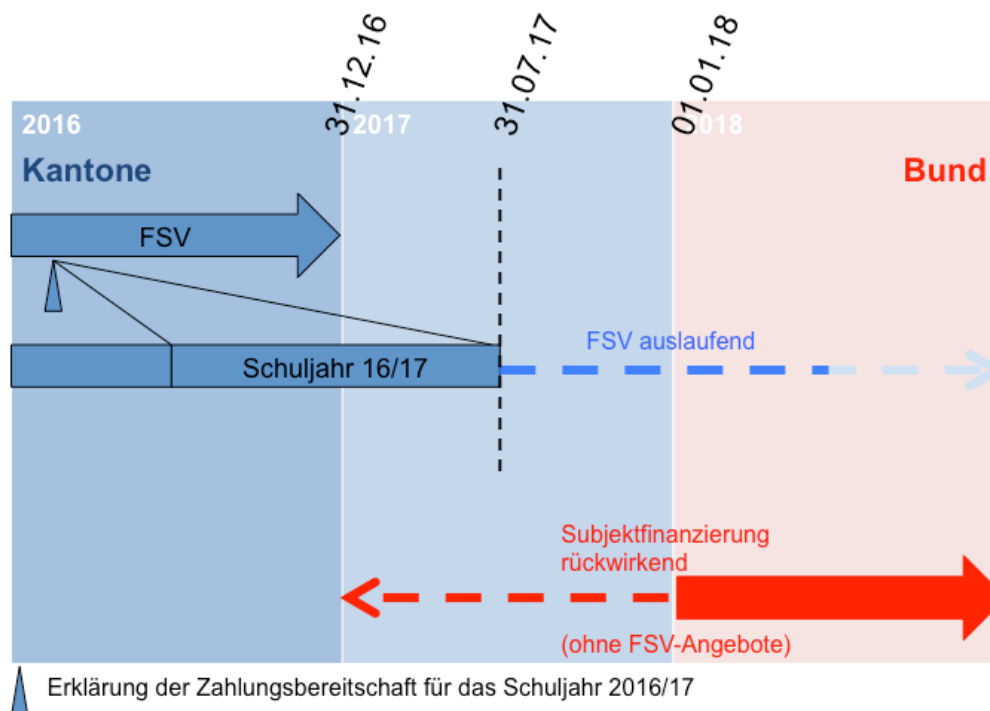 31.12.16
31.07.17
01.01.18
2016
2017
2018
Kantone
Bund
FSV
FSV auslaufend
Schuljahr 16/17
Subjektfinanzierung
rückwirkend
(ohne FSV-Angebote)
Erklärung der Zahlungsbereitschaft für das Schuljahr 2016/17